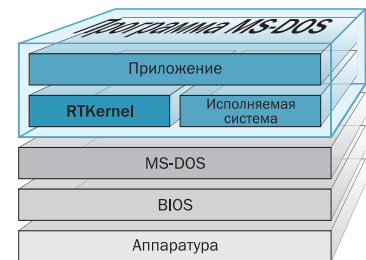 Программа MS-DOS
Приложение
RTKernel
Исполняемая
система
MS-DOS
BIOS
Аппаратура